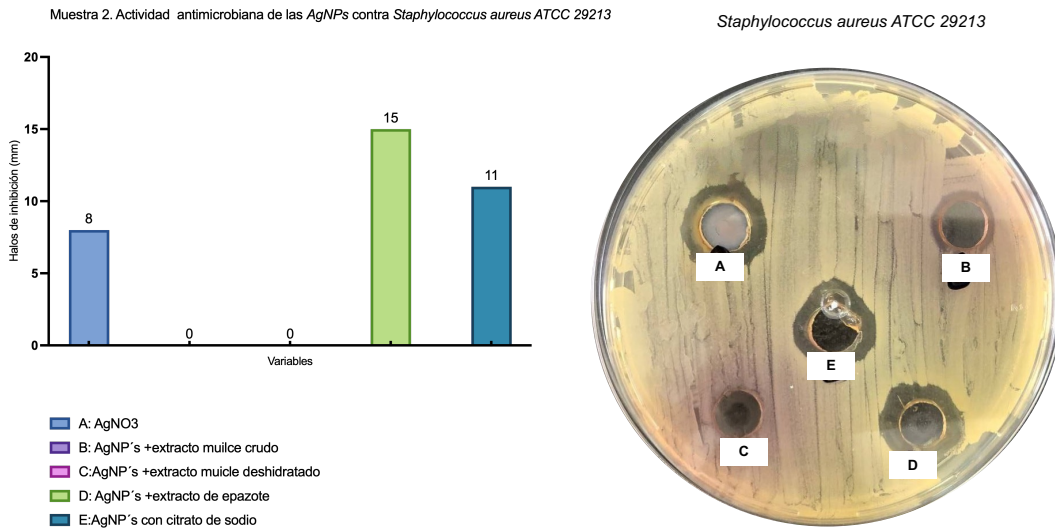 Muestra 2. Actividad antimicrobiana de las AgNPs contra Staphylococcus aureus ATCC 29213
Halos de inhibición (mm)
20
15
10
5
0
8
0
0
15
11
Variables
A: AgNO3
B: AgNP´s +extracto muilce crudo
C:AgNP´s +extracto muicle deshidratado
D: AgNP´s +extracto de epazote
E:AgNP´s con citrato de sodio
Staphylococcus aureus ATCC 29213
A
B
E
C
D